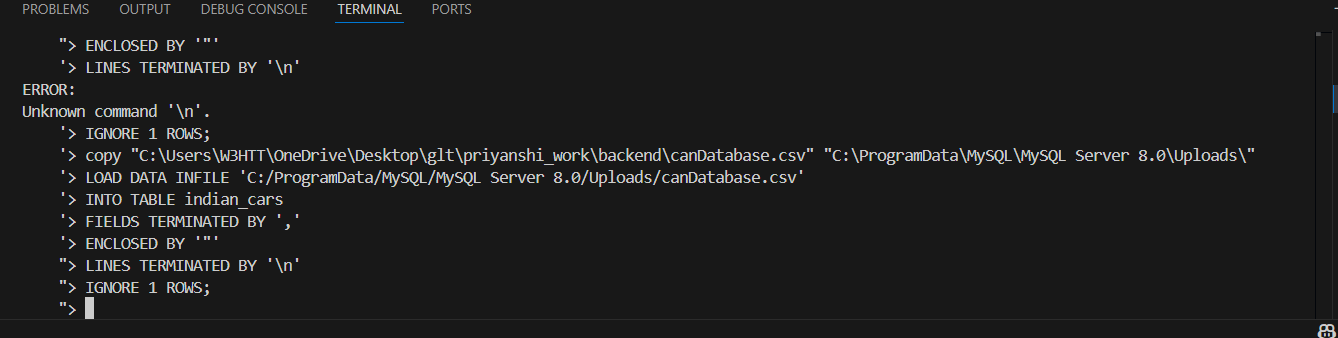 PROBLEMS OUTPUT DEBUG CONSOLE TERMINAL PORTS
"> ENCLOSED BY '"'
'> LINES TERMINATED BY '\n'
ERROR:
Unknown command '\n'.
'> IGNORE 1 ROWS;
'> copy "C:\Users\W3HTT\OneDrive\Desktop\glt\priyanshi_work\backend\canDatabase.csv" "C:\ProgramData\MySQL\MySQL Server 8.0\Uploads\"
'> LOAD DATA INFILE 'C:/ProgramData/MySQL/MySQL Server 8.0/Uploads/canDatabase.csv'
'> INTO TABLE indian_cars
'> FIELDS TERMINATED BY ','
'> ENCLOSED BY '"'
"> LINES TERMINATED BY '\n'
"> IGNORE 1 ROWS;
">